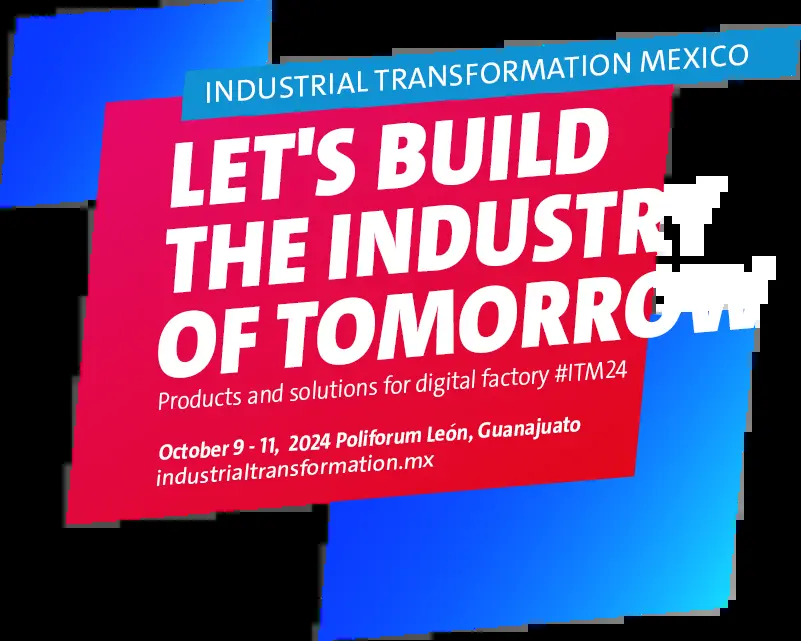 INDUSTRIAL TRANSFORMATION MEXICO
LET'S BUILD
THE INDUSTRY
OF TOMORROW
Products and solutions for digital factory #ITM24
October 9 - 11, 2024 Poliforum León, Guanajuato
industrialtransformation.mx